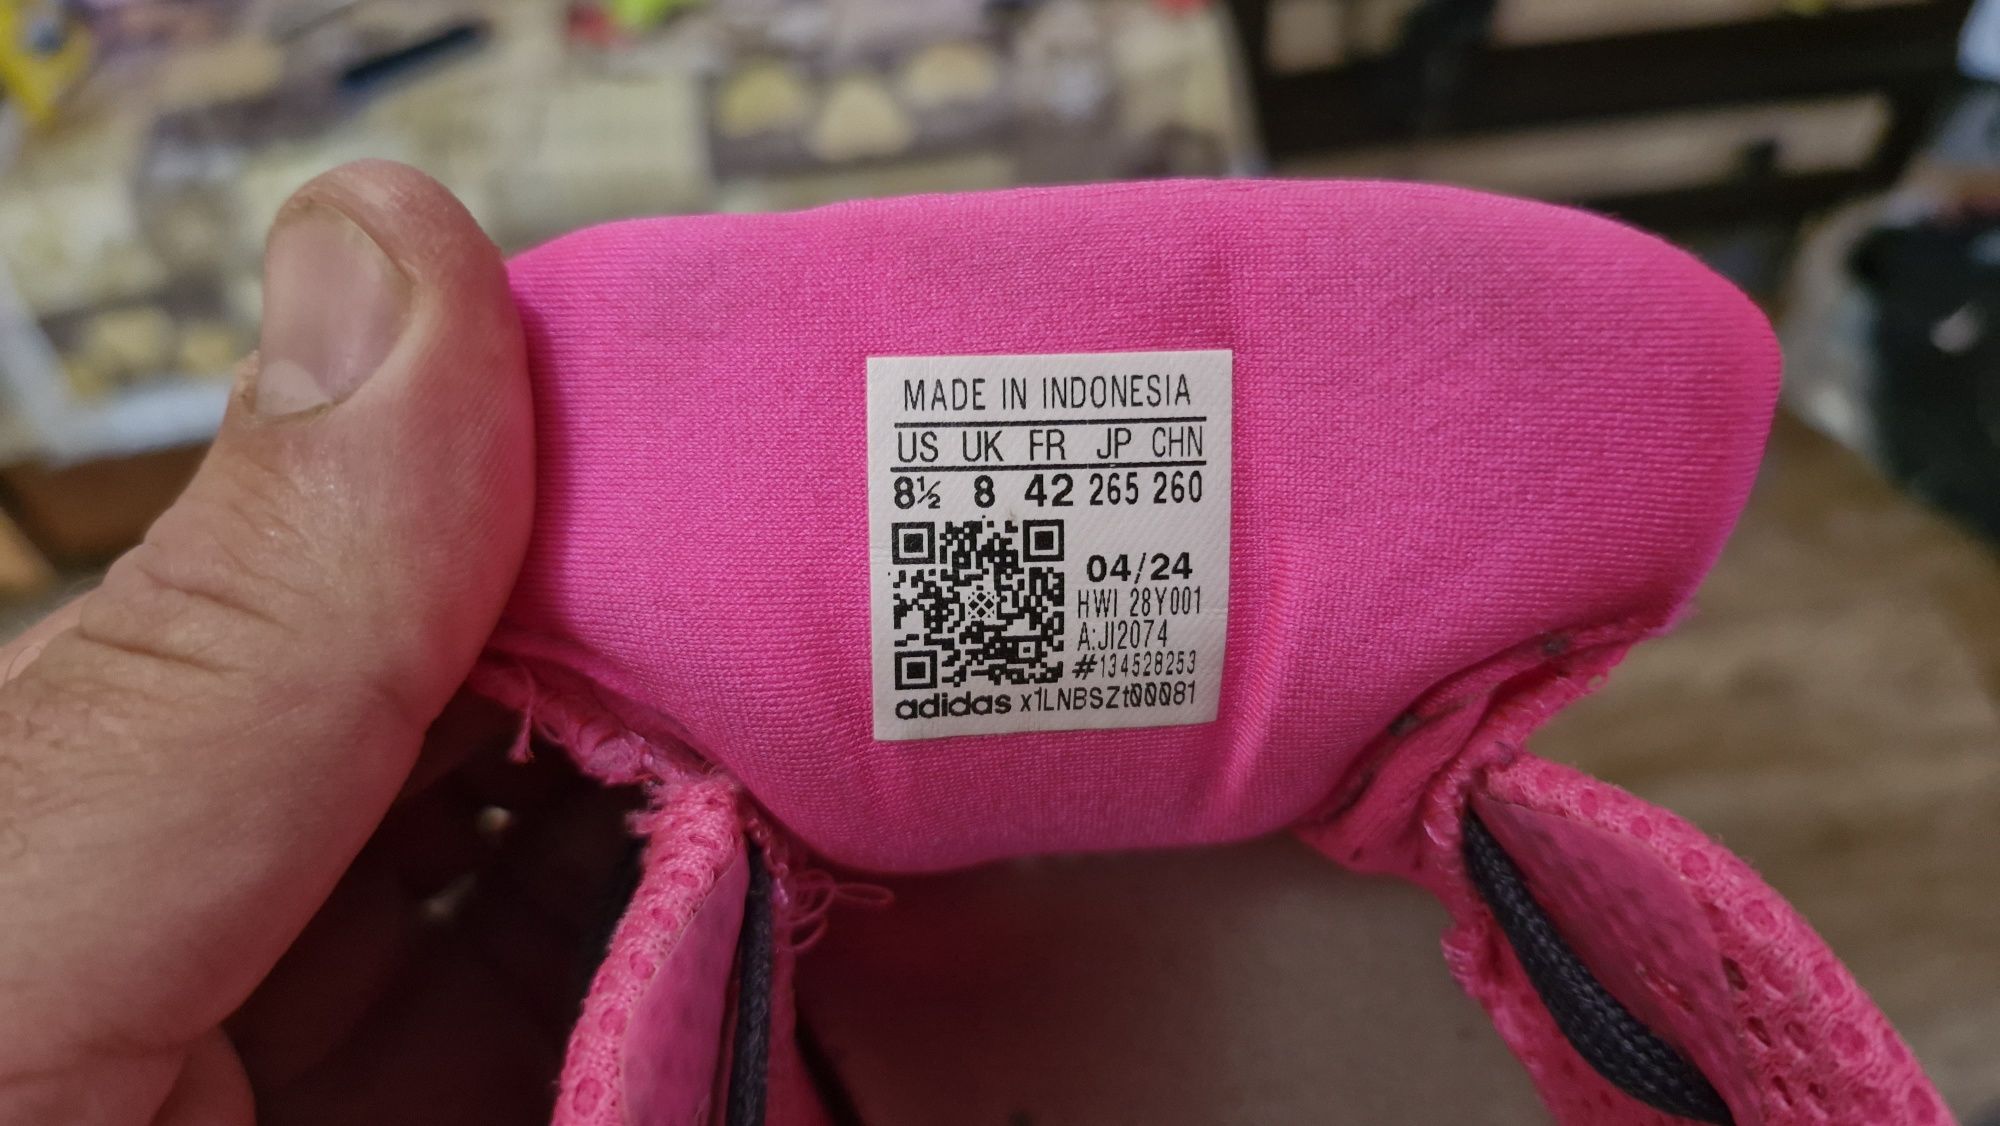 MADE IN INDONESIA
US UK FR JP CHN
8½ 8 42 265 260
04/24
HWI 28Y001
A:JI2074
#134528253
adidas x1LNBSZt00081